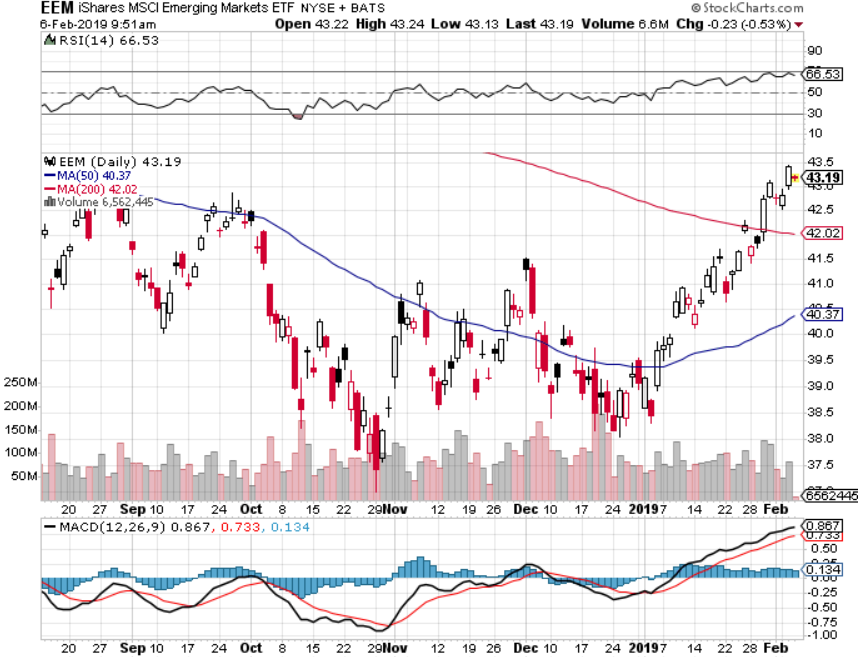 EEM iShares MSCI Emerging Markets ETF NYSE + BATS © StockCharts.com
6-Feb-2019 9:51am Open 43.22 High 43.24 Low 43.13 Last 43.19 Volume 6.6M Chg -0.23 (-0.53%)
RSI(14) 66.53
90
66.53
50
30
10
EEM (Daily) 43.19
MA(50) 40.37
MA(200) 42.02
Volume 6,562,445
43.5
43.19
43.0
42.5
42.02
41.5
41.0
40.5
40.37
40.0
39.5
39.0
38.5
38.0
37.5
250M
200M
150M
100M
50M
6562445
20 27 Sep 10 17 24 Oct 8 15 22 29 Nov 12 19 26 Dec 10 17 24 2019 7 14 22 28 Feb
MACD(12,26,9) 0.867, 0.733, 0.134
0.867
0.733
0.50
0.134
0.00
-0.25
-0.50
-0.75
-1.00
20 27 Sep 10 17 24 Oct 8 15 22 29 Nov 12 19 26 Dec 10 17 24 2019 7 14 22 28 Feb